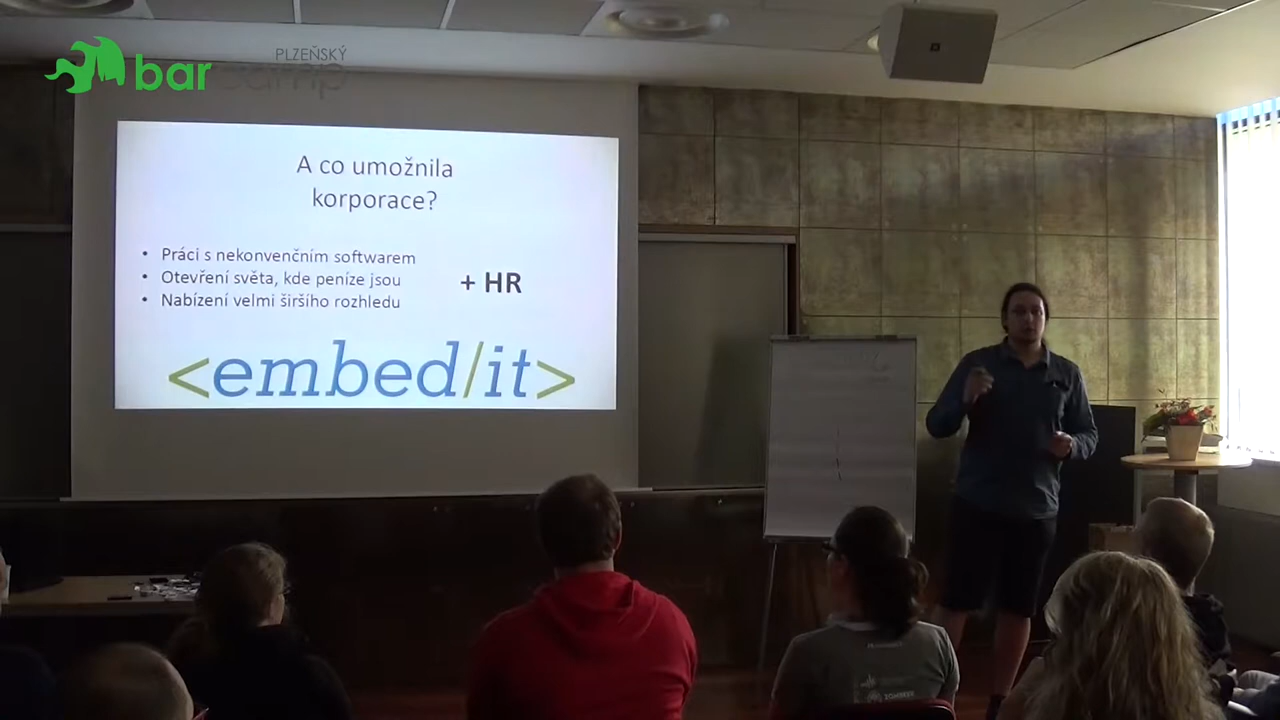 PLZEŇSKÝ
barcamp
A co umožnila
korporace?
• Práci s nekonvenčním softwarem
• Otevření světa, kde peníze jsou
• Nabízení velmi širšího rozhledu
+ HR
<embed/it>